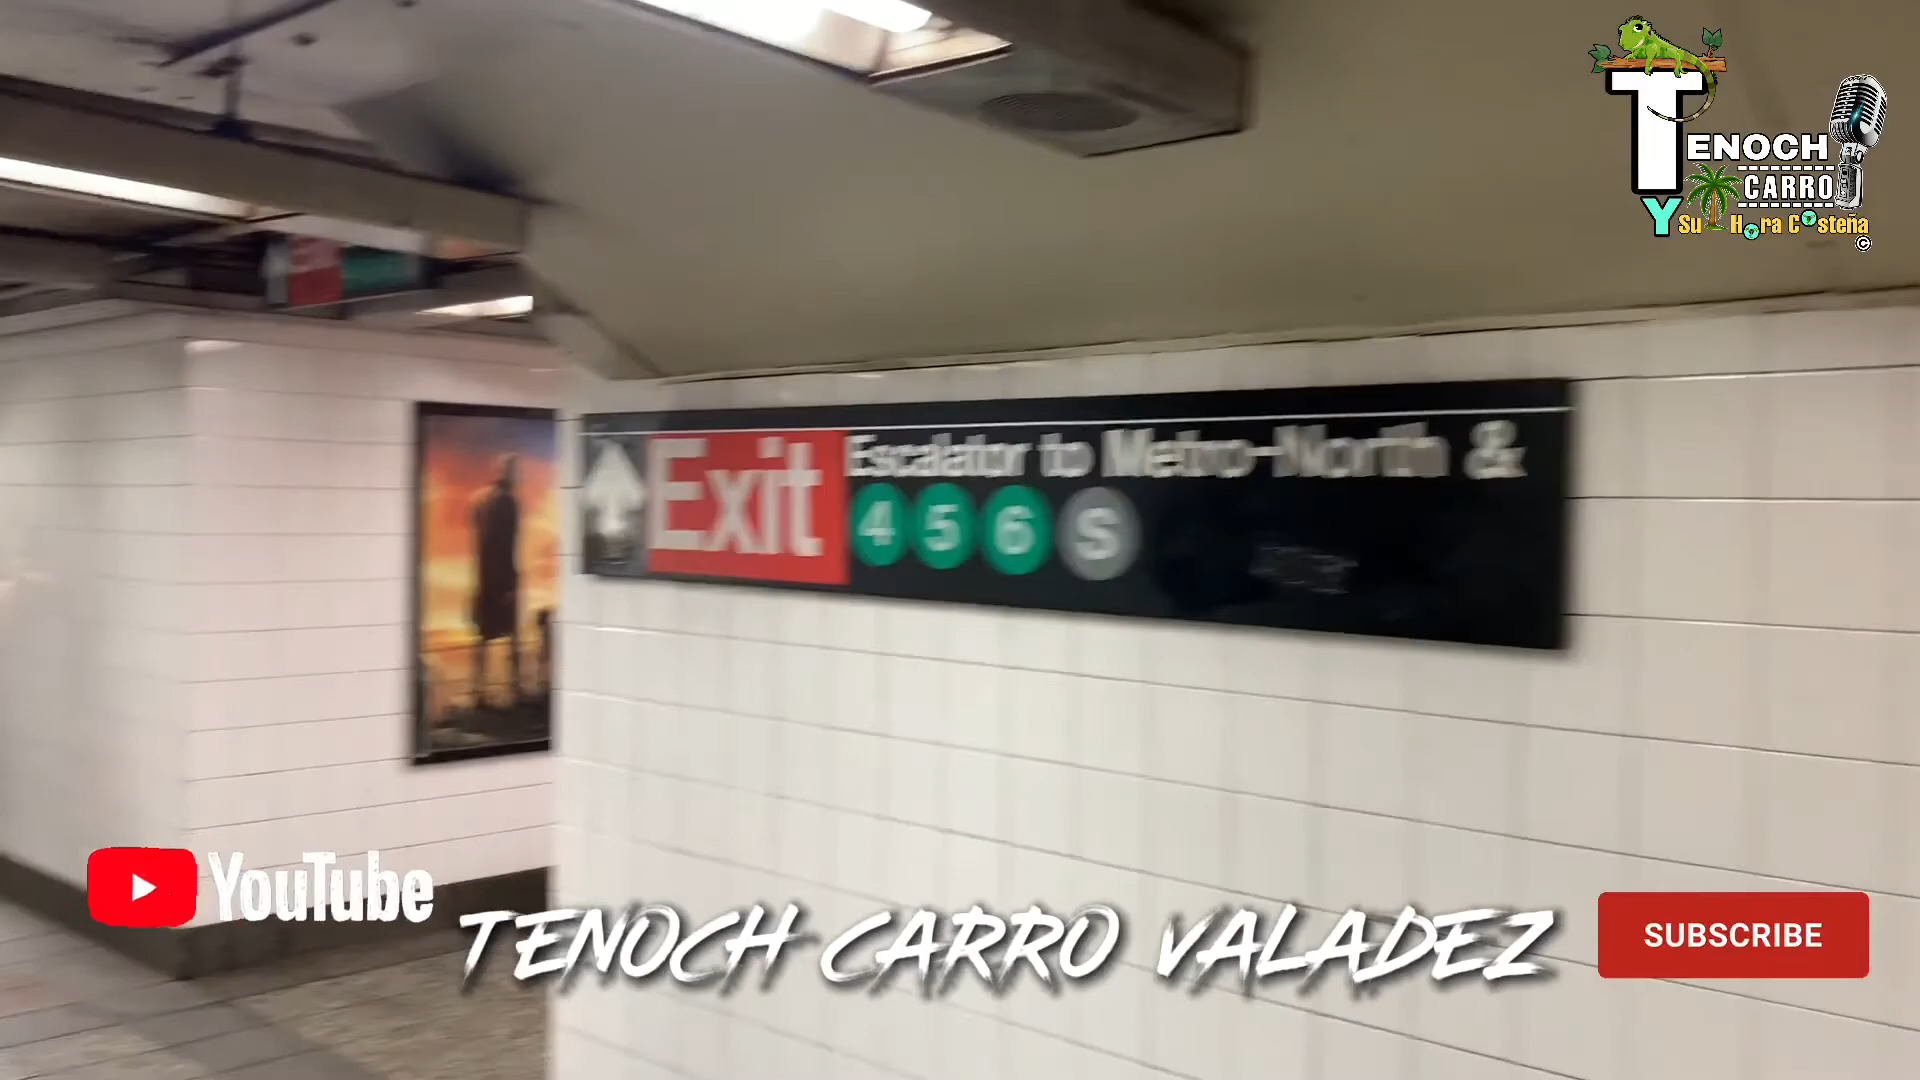 TENOCH
CARRO
Y Su Hora Costeña
©
Exit
Escalator to Metro-North &
4 5 6 S
YouTube
TENOCH CARRO VALADEZ
SUBSCRIBE